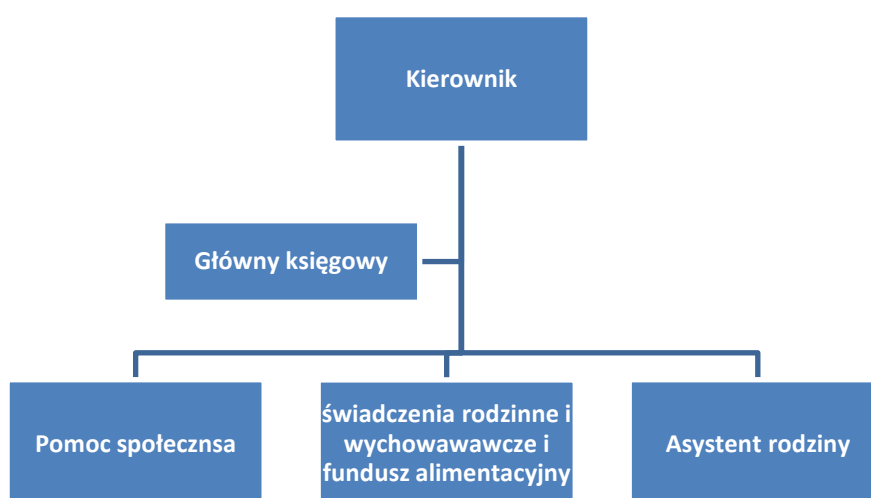 Kierownik
Główny księgowy
Pomoc społecznsa
świadczenia rodzinne i
wychowawawcze i
fundusz alimentacyjny
Asystent rodziny